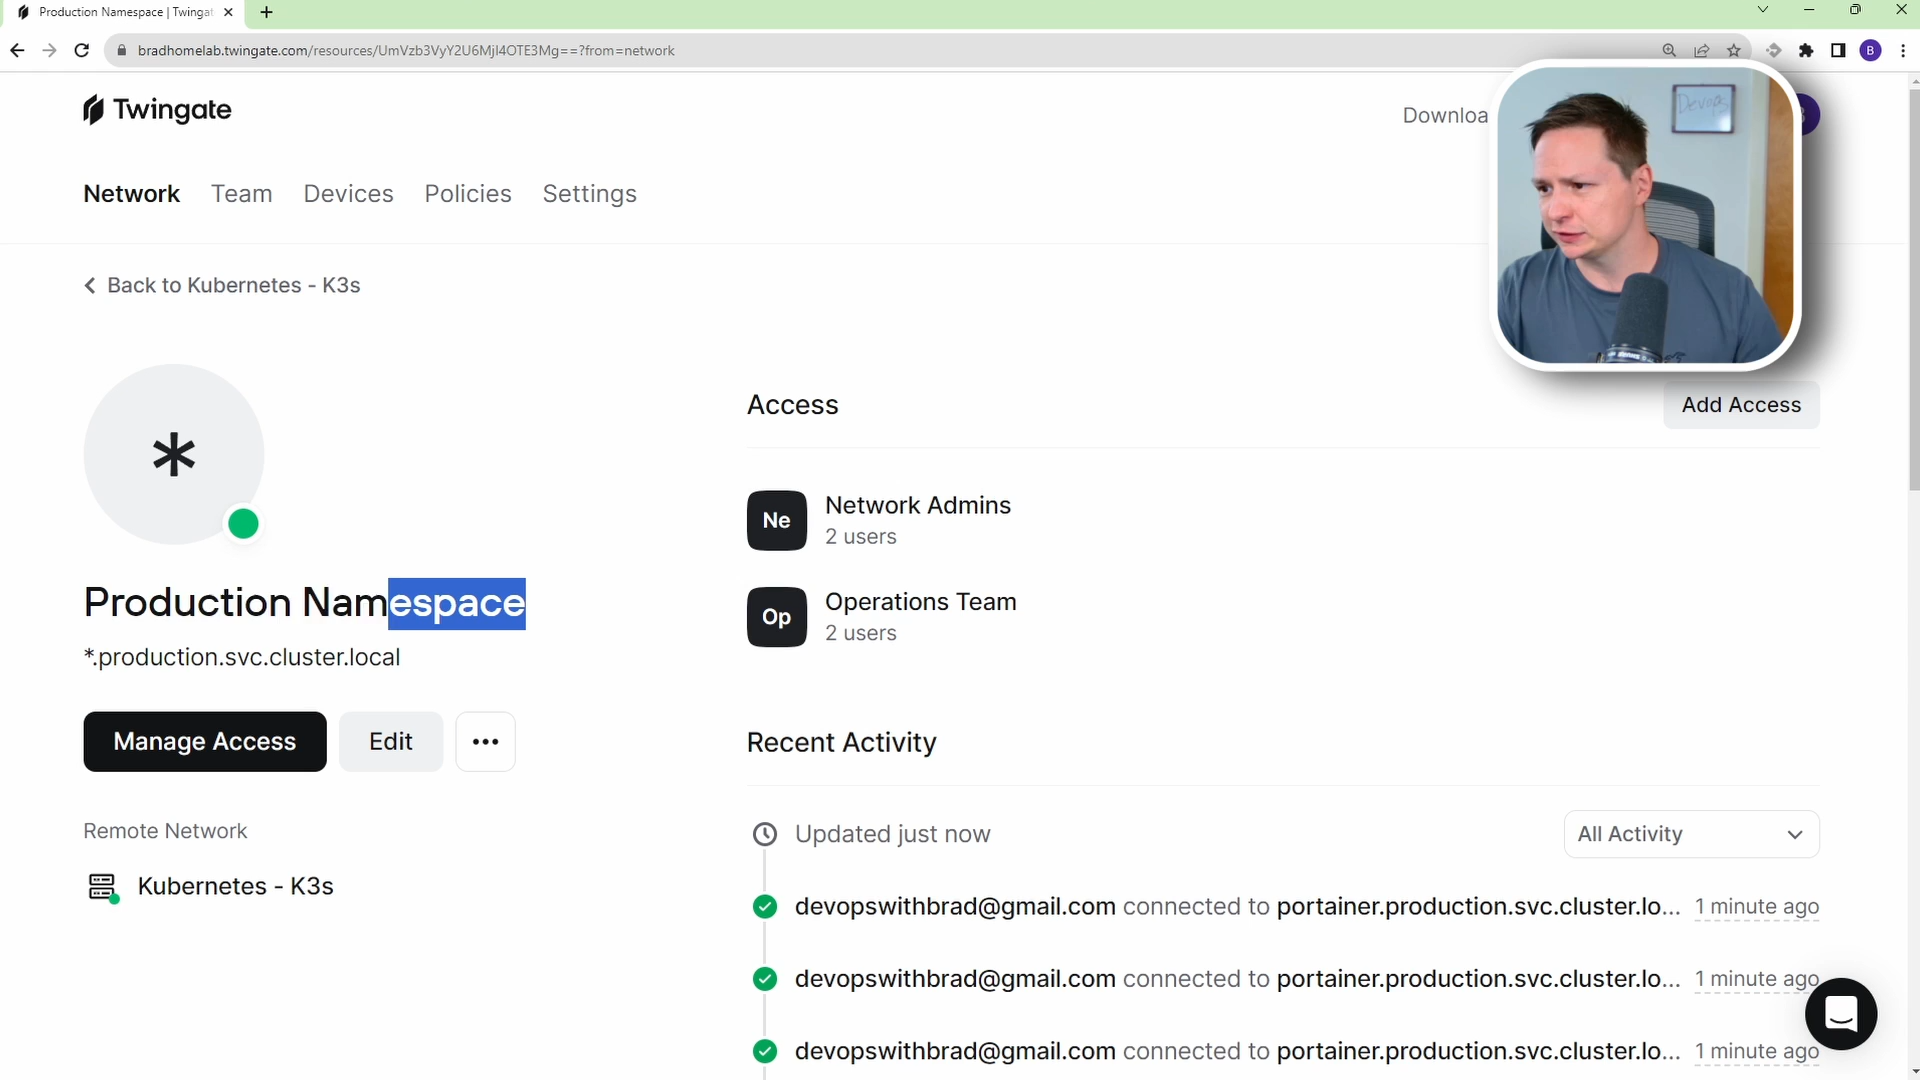 Production Namespace | Twingat
bradhomelab.twingate.com/resources/UmVzb3VyY2U6MjI4OTE3Mg==?from=network
B
Twingate
Downloa
Devops
Network Team Devices Policies Settings
Back to Kubernetes - K3s
*
Access
Add Access
Ne
Network Admins
2 users
Op
Operations Team
2 users
Production Namespace
*.production.svc.cluster.local
Manage Access
Edit
Remote Network
Kubernetes - K3s
Recent Activity
Updated just now
All Activity
devopswithbrad@gmail.com connected to portainer.production.svc.cluster.lo... 1 minute ago
devopswithbrad@gmail.com connected to portainer.production.svc.cluster.lo... 1 minute ago
devopswithbrad@gmail.com connected to portainer.production.svc.cluster.lo... 1 minute ago